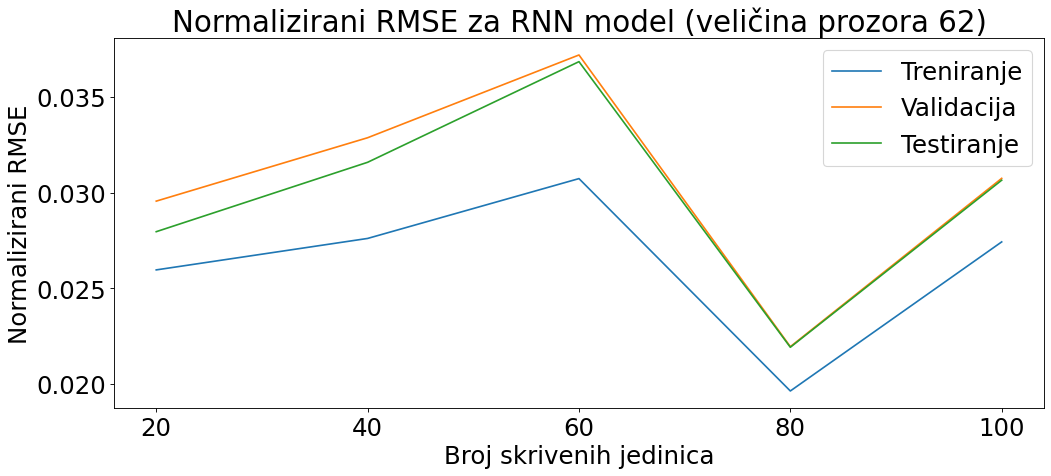 Normalizirani RMSE za RNN model (veličina prozora 62)
Treniranje
Validacija
Testiranje
Normalizirani RMSE
0.035
0.030
0.025
0.020
20 40 60 80 100
Broj skrivenih jedinica